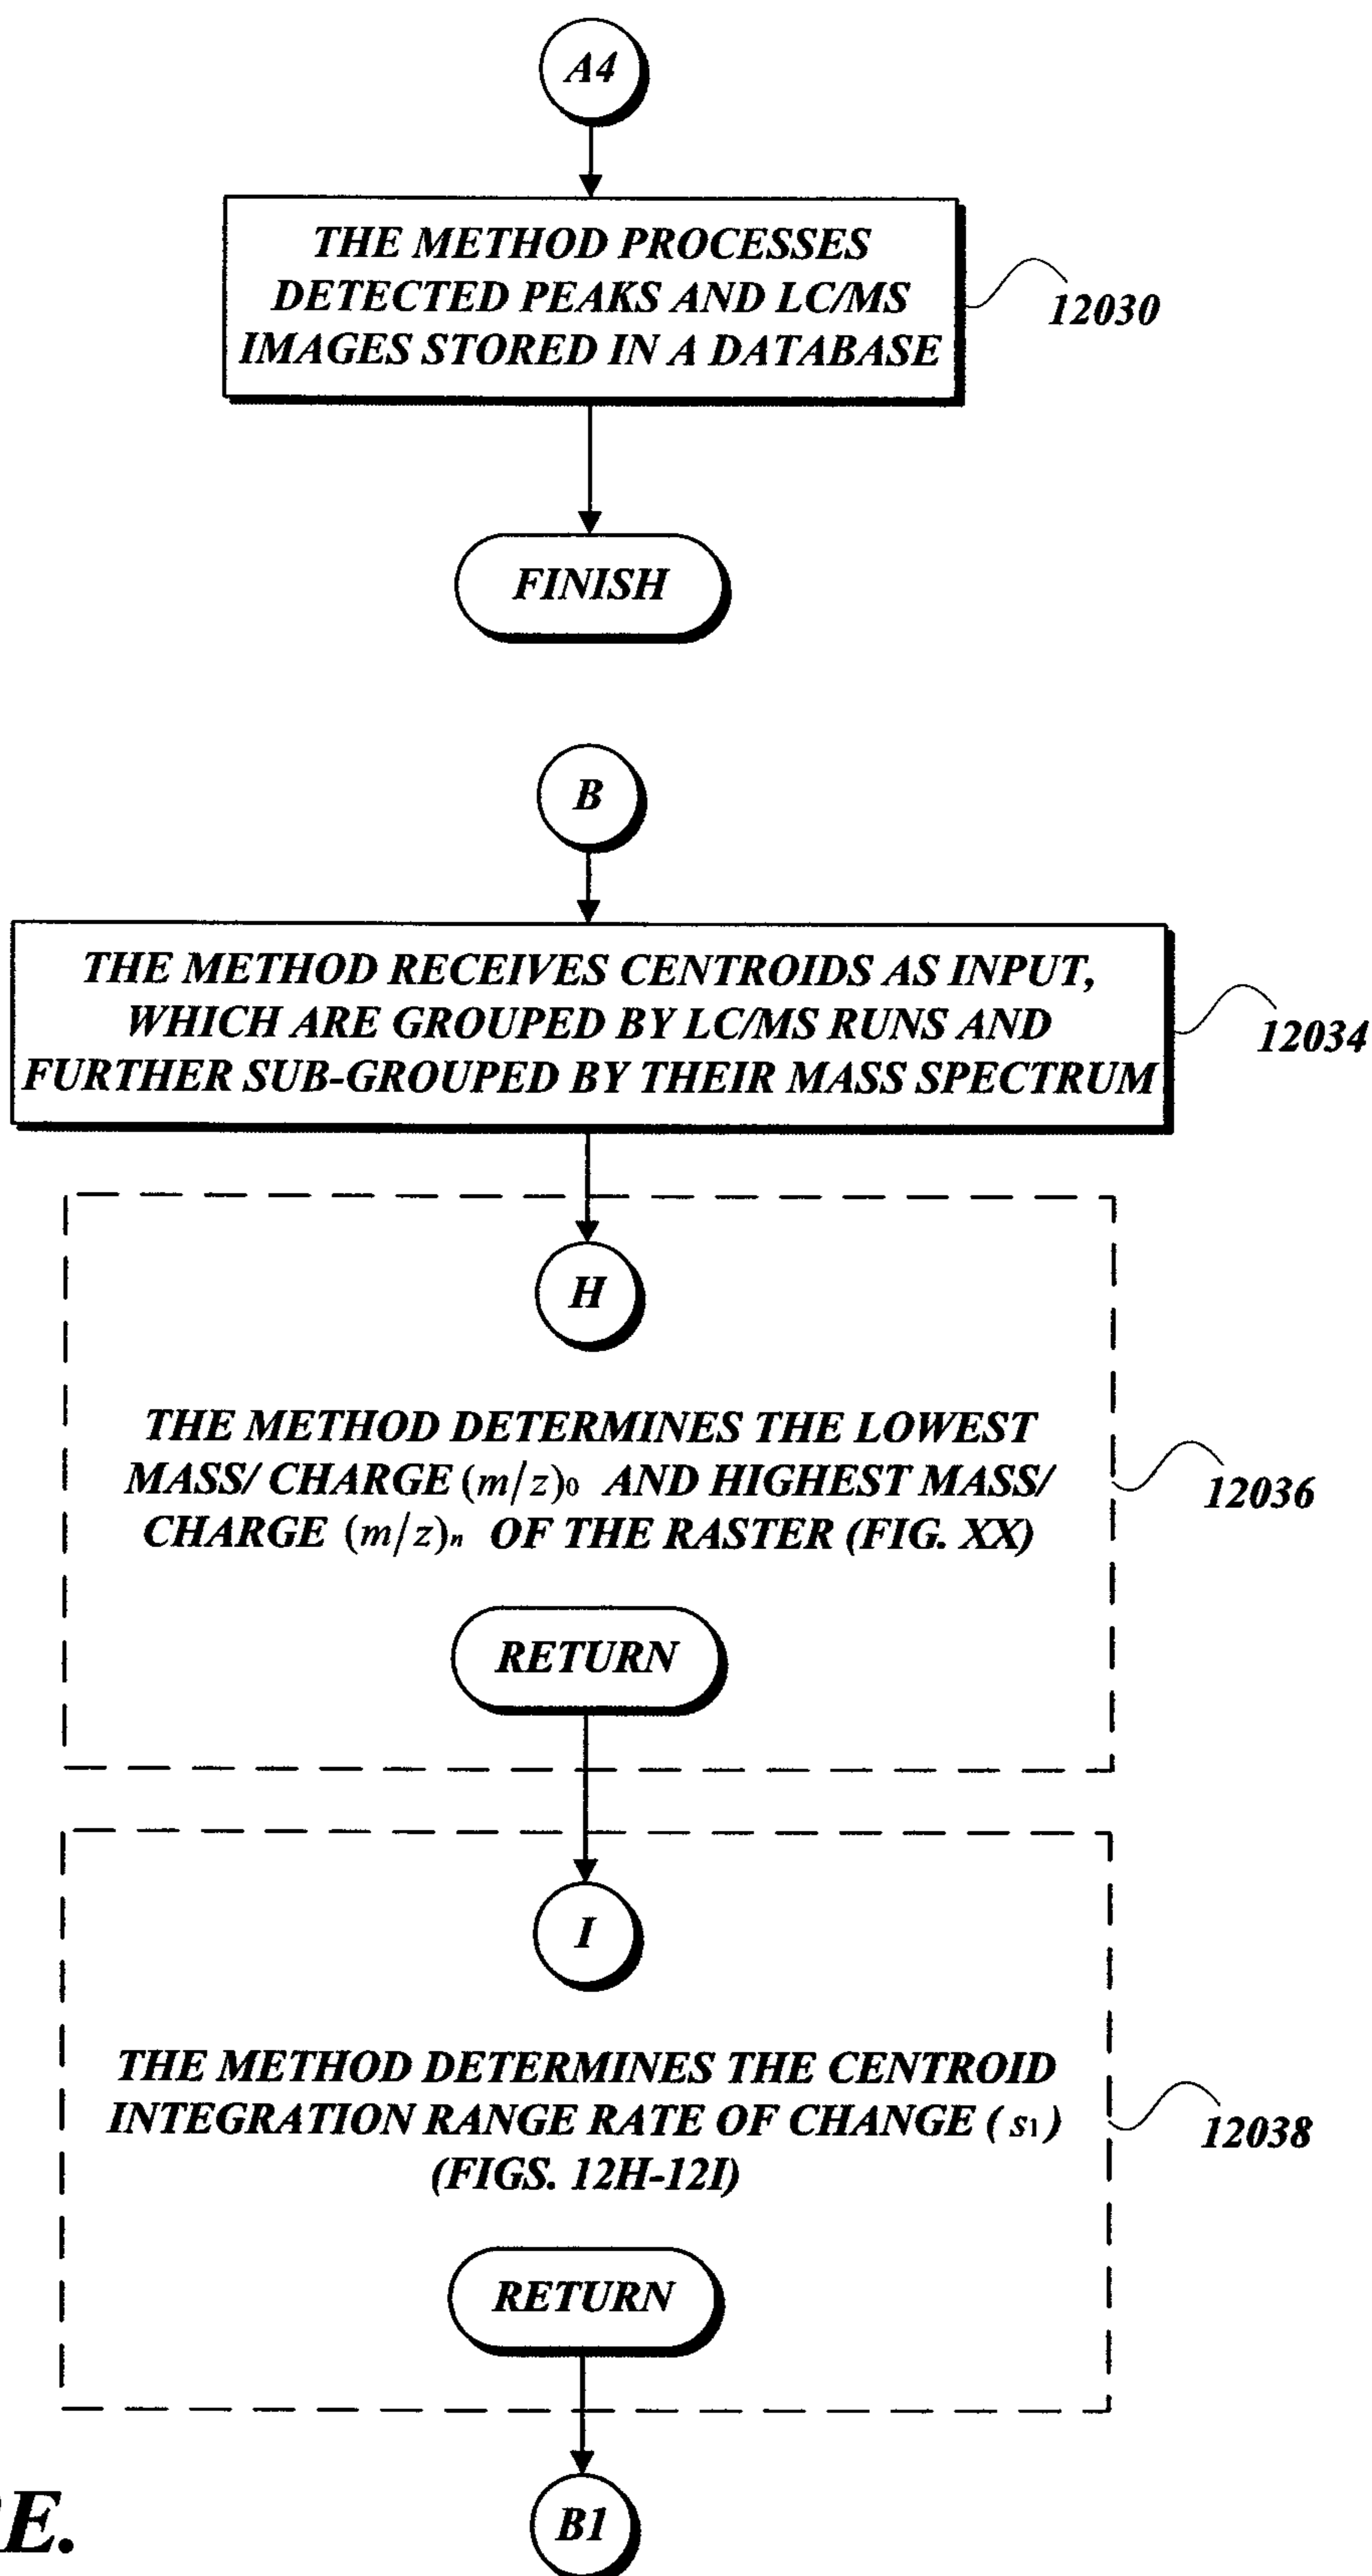 A4
THE METHOD PROCESSES
DETECTED PEAKS AND LC/MS
IMAGES STORED IN A DATABASE
12030
FINISH
B
THE METHOD RECEIVES CENTROIDS AS INPUT,
WHICH ARE GROUPED BY LC/MS RUNS AND
FURTHER SUB-GROUPED BY THEIR MASS SPECTRUM
12034
H
THE METHOD DETERMINES THE LOWEST
MASS/ CHARGE (m/z)₀ AND HIGHEST MASS/
CHARGE (m/z)ₙ OF THE RASTER (FIG. XX)
12036
RETURN
I
THE METHOD DETERMINES THE CENTROID
INTEGRATION RANGE RATE OF CHANGE ( s₁ )
(FIGS. 12H-12I)
12038
RETURN
B1